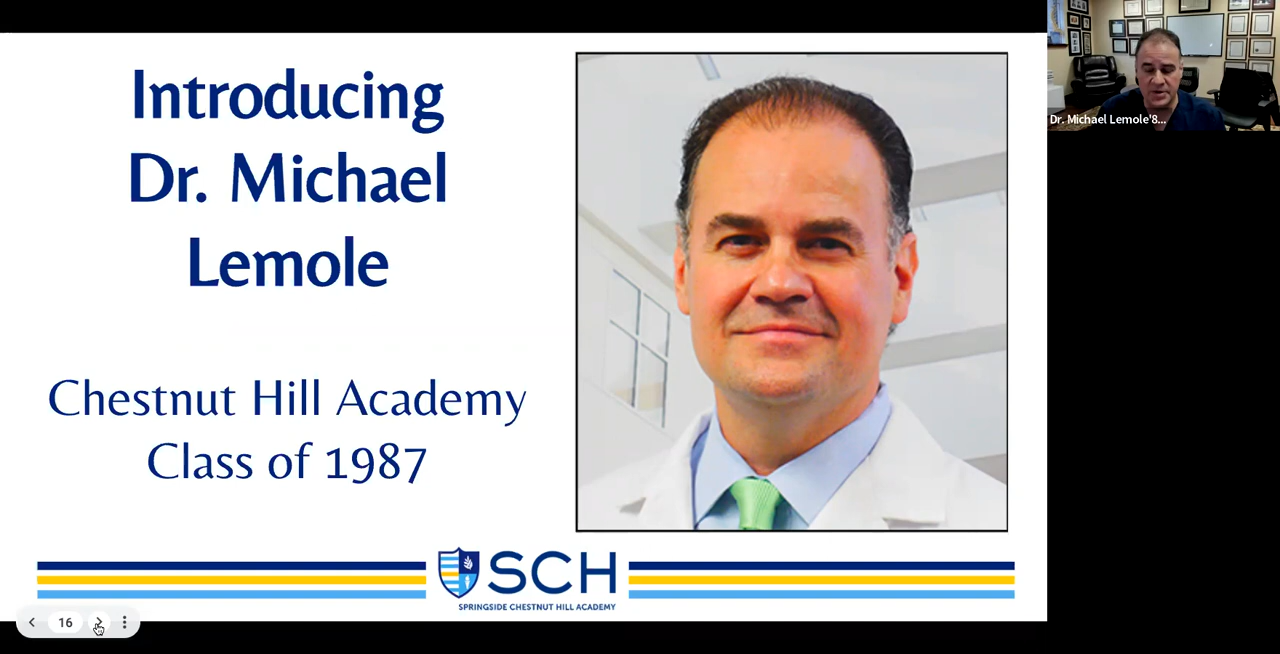 Introducing
Dr. Michael
Lemole
Chestnut Hill Academy
Class of 1987
SCH
SPRINGSIDE CHESTNUT HILL ACADEMY
16
Dr. Michael Lemole'8...